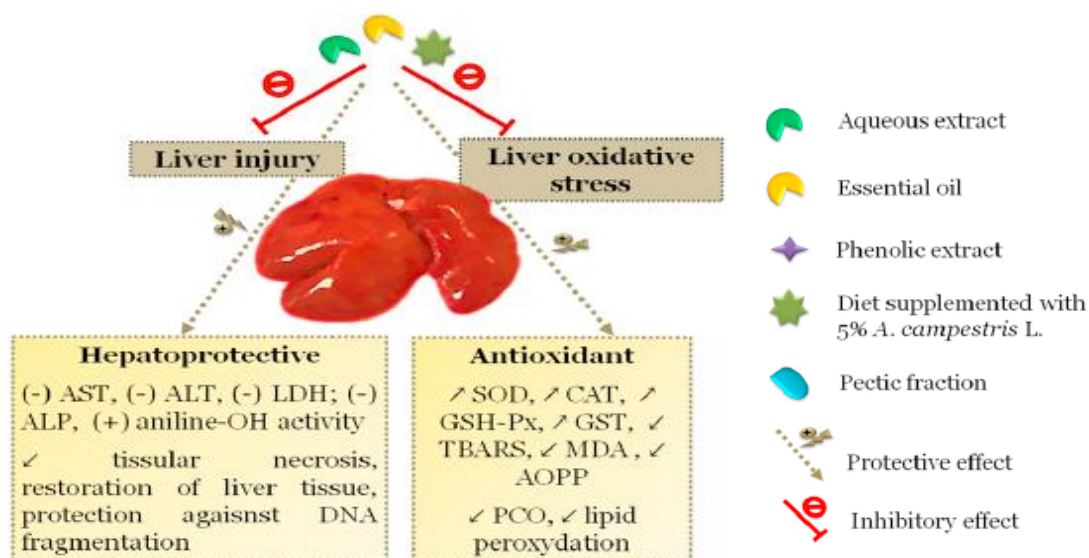 Liver injury
Liver oxidative
stress
Hepatoprotective
(-) AST, (-) ALT, (-) LDH; (-)
ALP, (+) aniline-OH activity
↙ tissular necrosis,
restoration of liver tissue,
protection agaisnst DNA
fragmentation
Antioxidant
↗ SOD, ↗ CAT, ↗
GSH-Px, ↗ GST, ↙
TBARS, ↙ MDA , ↙
AOPP
↙ PCO, ↙ lipid
peroxydation
Aqueous extract
Essential oil
Phenolic extract
Diet supplemented with
5% A. campestris L.
Pectic fraction
Protective effect
Inhibitory effect